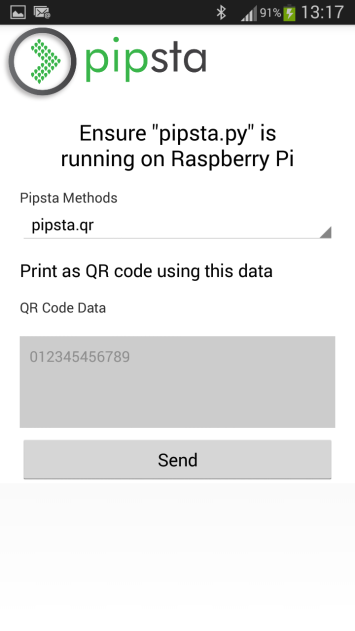 91% 13:17
pipsta
Ensure "pipsta.py" is
running on Raspberry Pi
Pipsta Methods
pipsta.qr
Print as QR code using this data
QR Code Data
012345456789
Send